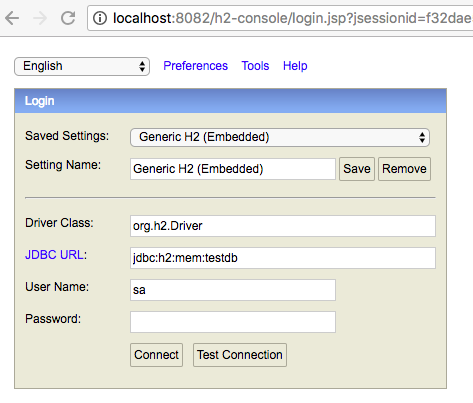 localhost:8082/h2-console/login.jsp?jsessionid=f32dae
English Preferences Tools Help
Login
Saved Settings: Generic H2 (Embedded)
Setting Name: Generic H2 (Embedded) Save Remove
Driver Class: org.h2.Driver
JDBC URL: jdbc:h2:mem:testdb
User Name: sa
Password:
Connect Test Connection